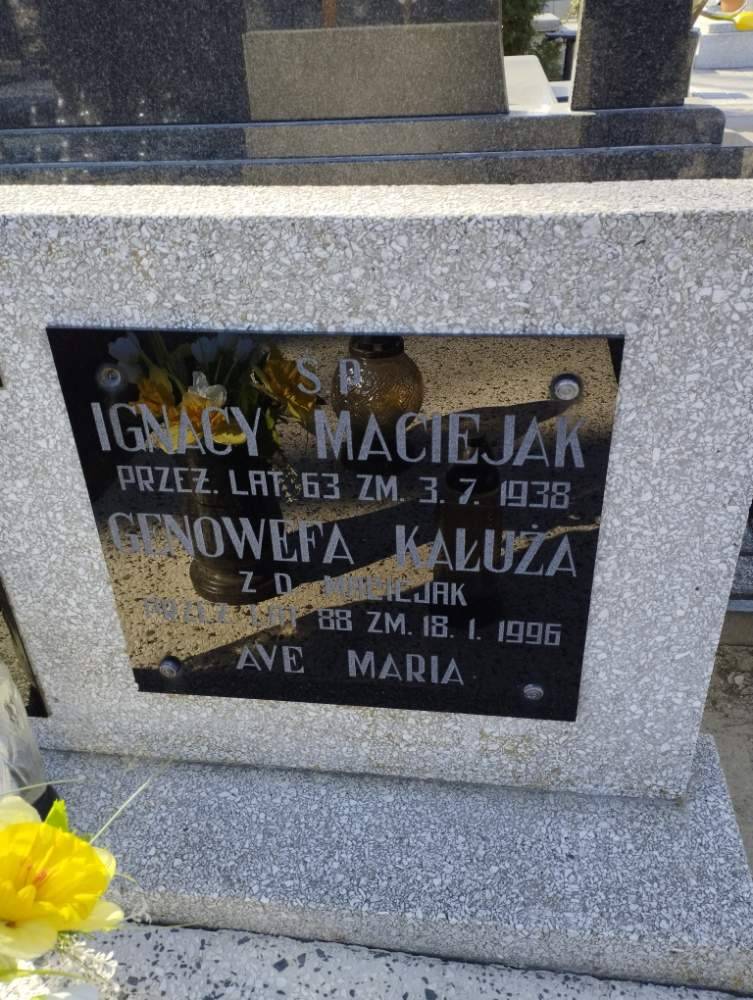 Ś P
IGNACY MACIEJAK
PRZEŻ. LAT 63 ZM. 3. 7. 1938
GENOWEFA KAŁUŻA
Z D. MACIEJAK
PRZEŻ. LAT 88 ZM. 18. 1. 1996
AVE MARIA